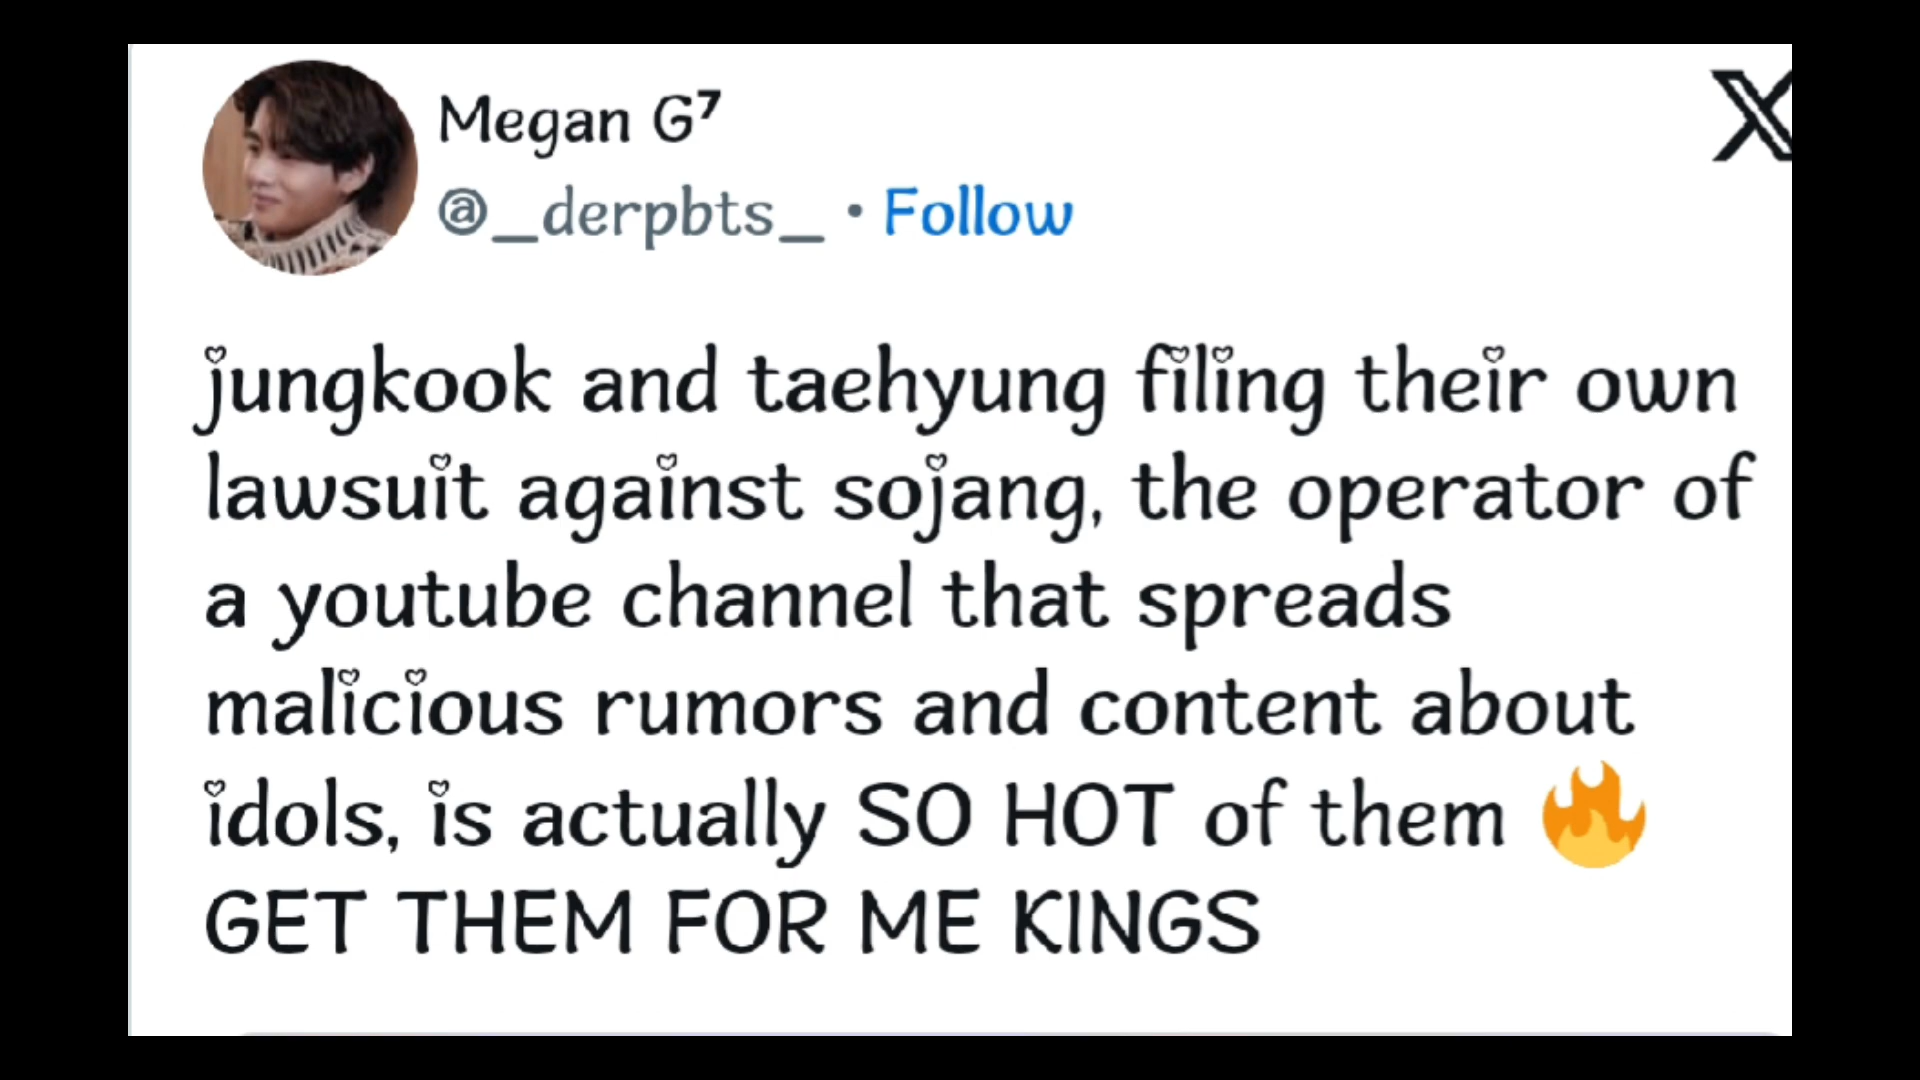 Megan G⁷
@_derpbts_ · Follow
jungkook and taehyung filing their own
lawsuit against sojang, the operator of
a youtube channel that spreads
malicious rumors and content about
idols, is actually SO HOT of them 🔥
GET THEM FOR ME KINGS